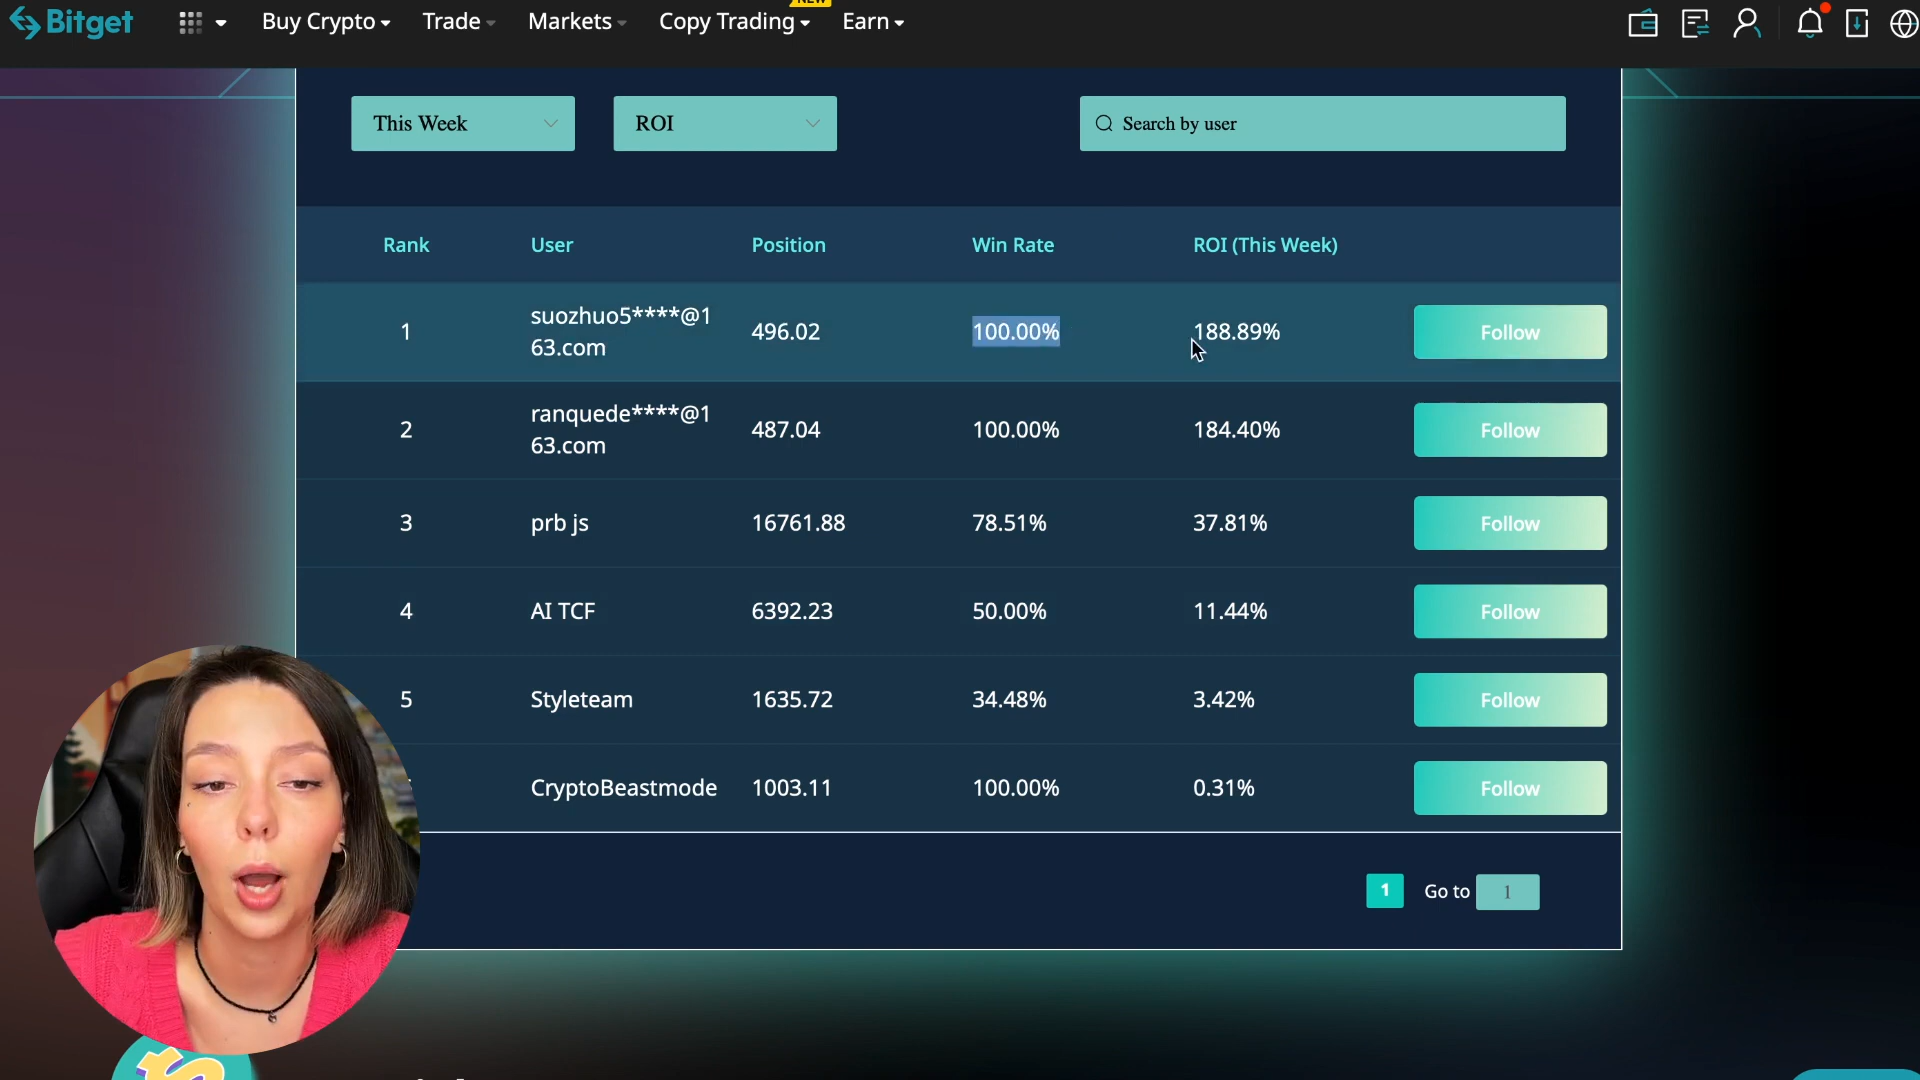 Bitget
Buy Crypto
Trade
Markets
Copy Trading
NEW
Earn
This Week
ROI
Search by user
Rank User Position Win Rate ROI (This Week)
1 suozhuo5****@1 496.02 100.00% 188.89% Follow
63.com
2 ranquede****@1 487.04 100.00% 184.40% Follow
63.com
3 prb js 16761.88 78.51% 37.81% Follow
4 AI TCF 6392.23 50.00% 11.44% Follow
5 Styleteam 1635.72 34.48% 3.42% Follow
CryptoBeastmode 1003.11 100.00% 0.31% Follow
1 Go to 1